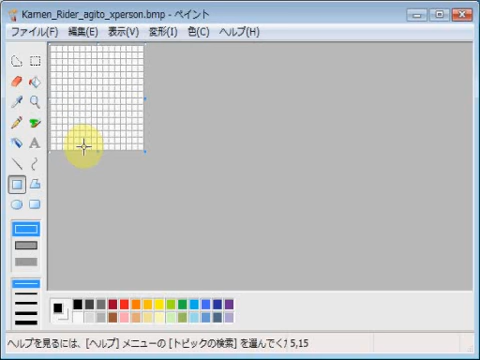 Kamen_Rider_agito_xperson.bmp - ペイント
ファイル(F) 編集(E) 表示(V) 変形(I) 色(C) ヘルプ(H)
A
ヘルプを見るには、[ヘルプ] メニューの [トピックの検索] を選んでく 5,15